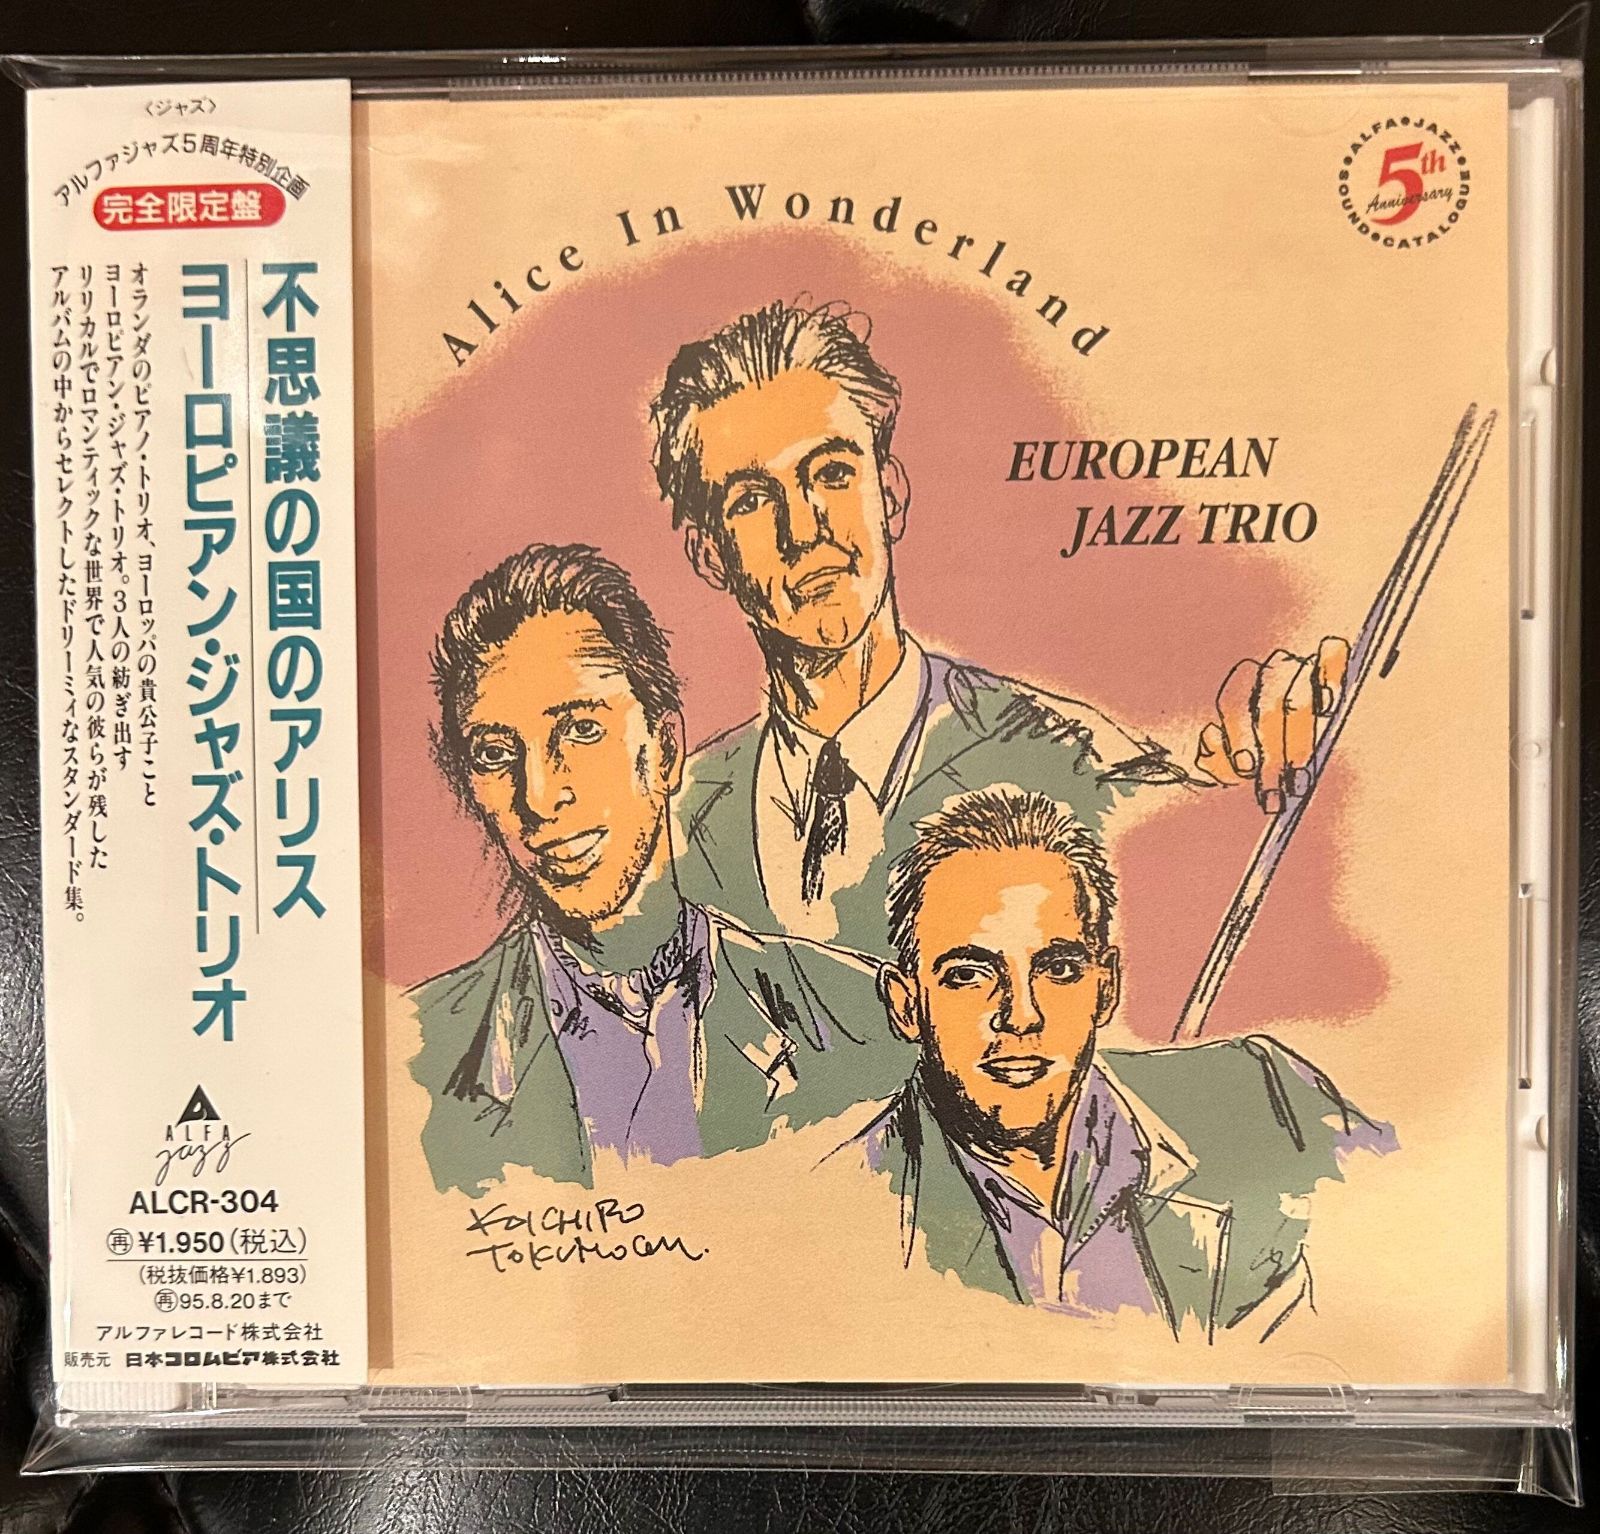 〈ジャズ〉
アルファジャズ5周年特別企画
完全限定盤
不思議の国のアリス
ヨーロピアン・ジャズ・トリオ
オランダのピアノ・トリオ、ヨーロッパの貴公子こと
ヨーロピアン・ジャズ・トリオ。3人の紡ぎ出す
リリカルでロマンティックな世界で人気の彼らが残した
アルバムの中からセレクトしたドリーミィなスタンダード集。
ALFA
jazz
ALCR-304
再¥1.950(税込)
(税抜価格¥1.893)
再95.8.20まで
アルファレコード株式会社
販売元 日本コロムビア株式会社
Alice In Wonderland
EUROPEAN
JAZZ TRIO
ALFA•JAZZ•UNIQUE
5th
Anniversary
SOUND•CATALOGUE
KOICHIRO